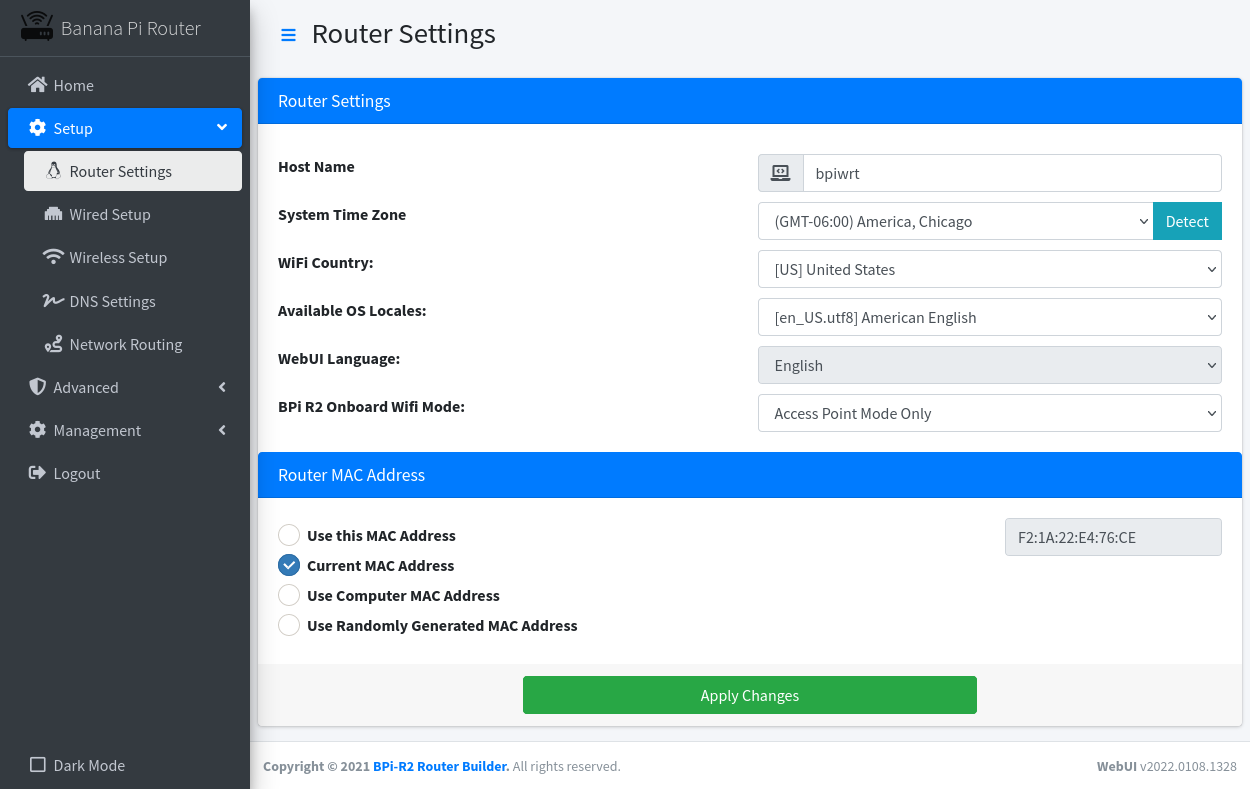 Banana Pi Router
Home
Setup
Router Settings
Wired Setup
Wireless Setup
DNS Settings
Network Routing
Advanced
Management
Logout
Dark Mode
Router Settings
Router Settings
Host Name
bpiwrt
System Time Zone
(GMT-06:00) America, Chicago
Detect
WiFi Country:
[US] United States
Available OS Locales:
[en_US.utf8] American English
WebUI Language:
English
BPi R2 Onboard Wifi Mode:
Access Point Mode Only
Router MAC Address
Use this MAC Address
F2:1A:22:E4:76:CE
Current MAC Address
Use Computer MAC Address
Use Randomly Generated MAC Address
Apply Changes
Copyright © 2021 BPi-R2 Router Builder. All rights reserved.
WebUI v2022.0108.1328